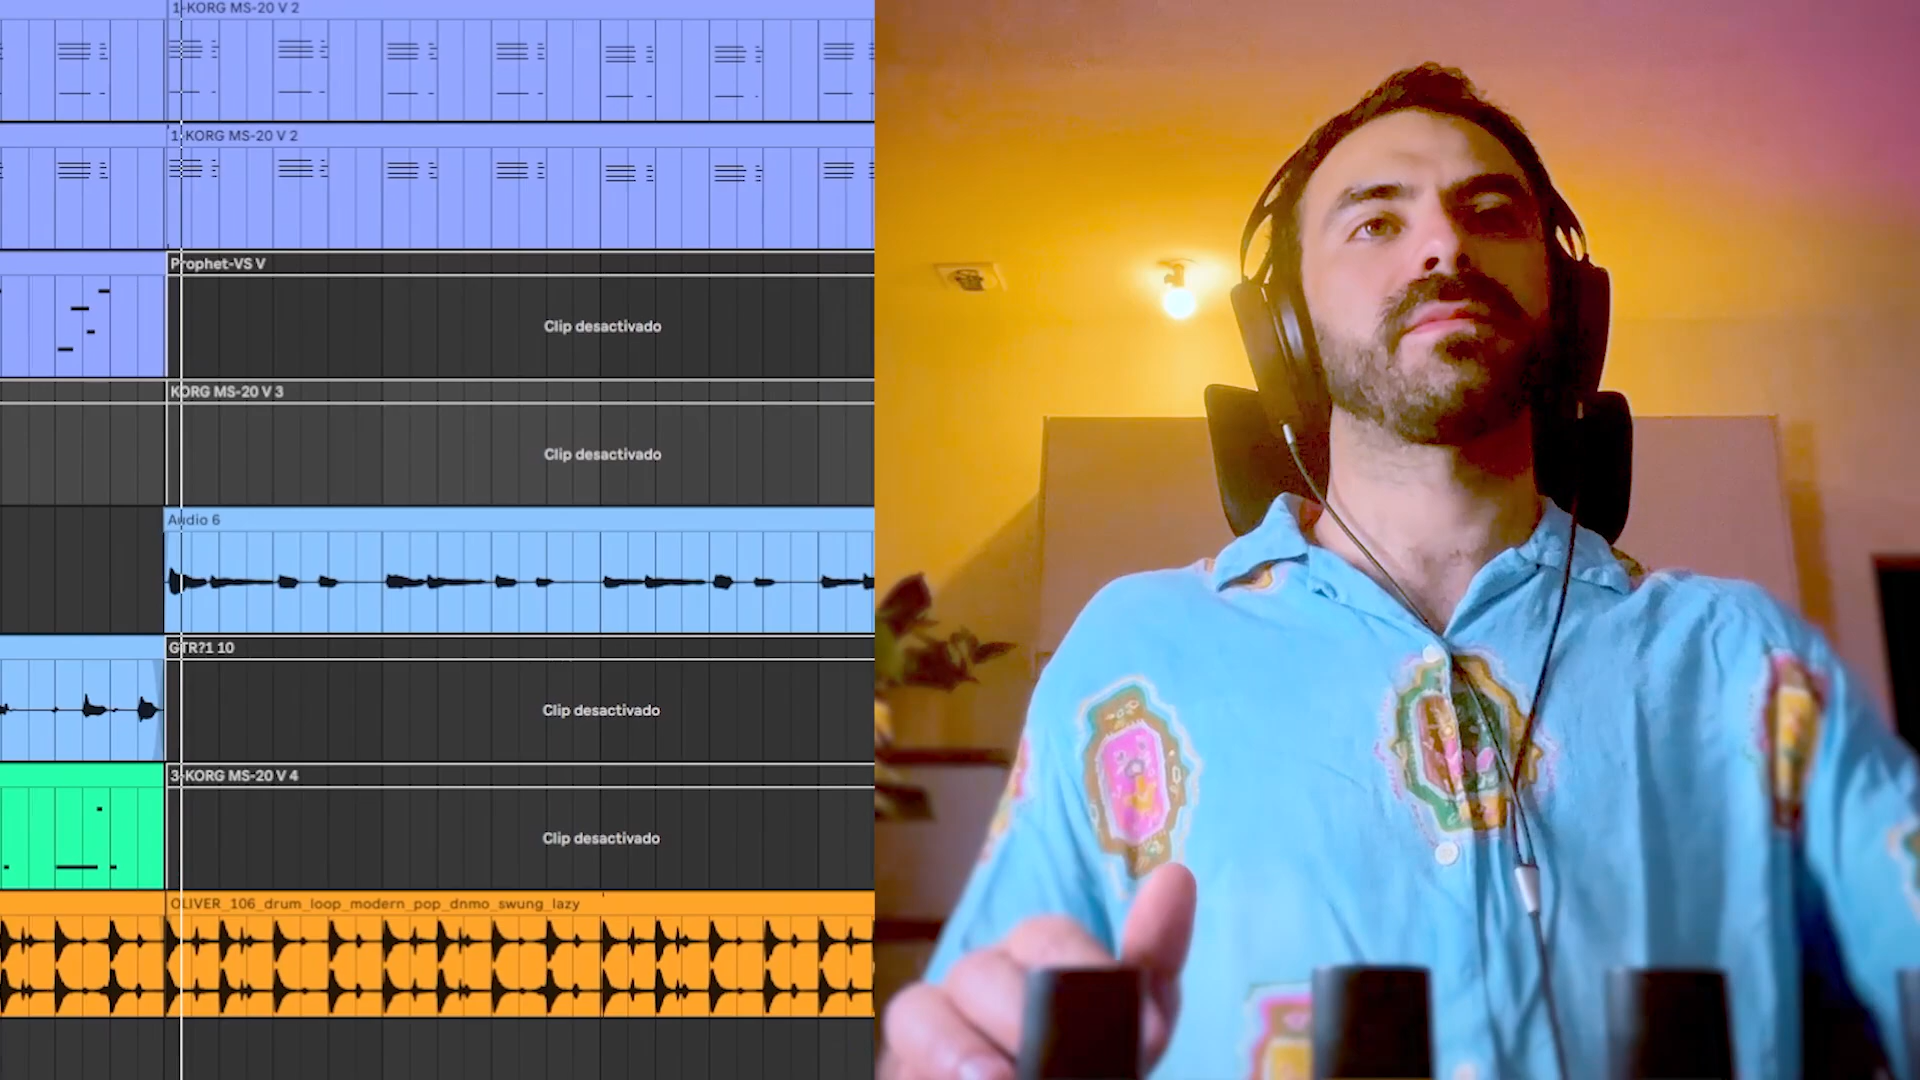 1-KORG MS-20 V 2
1-KORG MS-20 V 2
Prophet-VS V
Clip desactivado
KORG MS-20 V 3
Clip desactivado
Audio 6
GTR?1 10
Clip desactivado
3-KORG MS-20 V 4
Clip desactivado
OLIVER_106_drum_loop_modern_pop_dnmo_swung_lazy